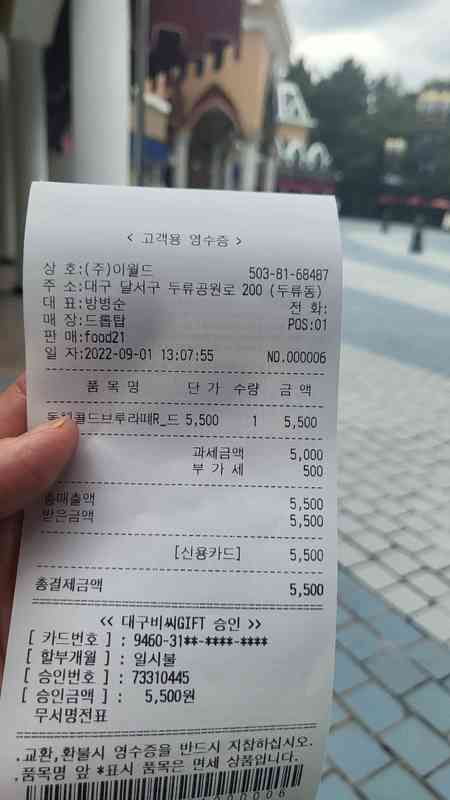 < 고객용 영수증 >
상 호:(주)이월드 503-81-68487
주 소:대구 달서구 두류공원로 200 (두류동)
대 표:방병순 전 화:
매 장:드롭탑 POS:01
판 매:food21
일 자:2022-09-01 13:07:55 NO.000006
품 목 명 단 가 수량 금 액
5,500 1 5,500
과세금액 5,000
부 가 세 500
총매출액 5,500
받은금액 5,500
[신용카드] 5,500
총결제금액 5,500
<< 대구비씨GIFT 승인 >>
[ 카드번호 ] : 9460-31**-****-****
[ 할부개월 ] : 일시불
[ 승인번호 ] : 73310445
[ 승인금액 ] : 5,500원
무서명전표
.교환,환불시 영수증을 반드시 지참하십시오.
.품목명 앞 *표시 품목은 면세 상품입니다.